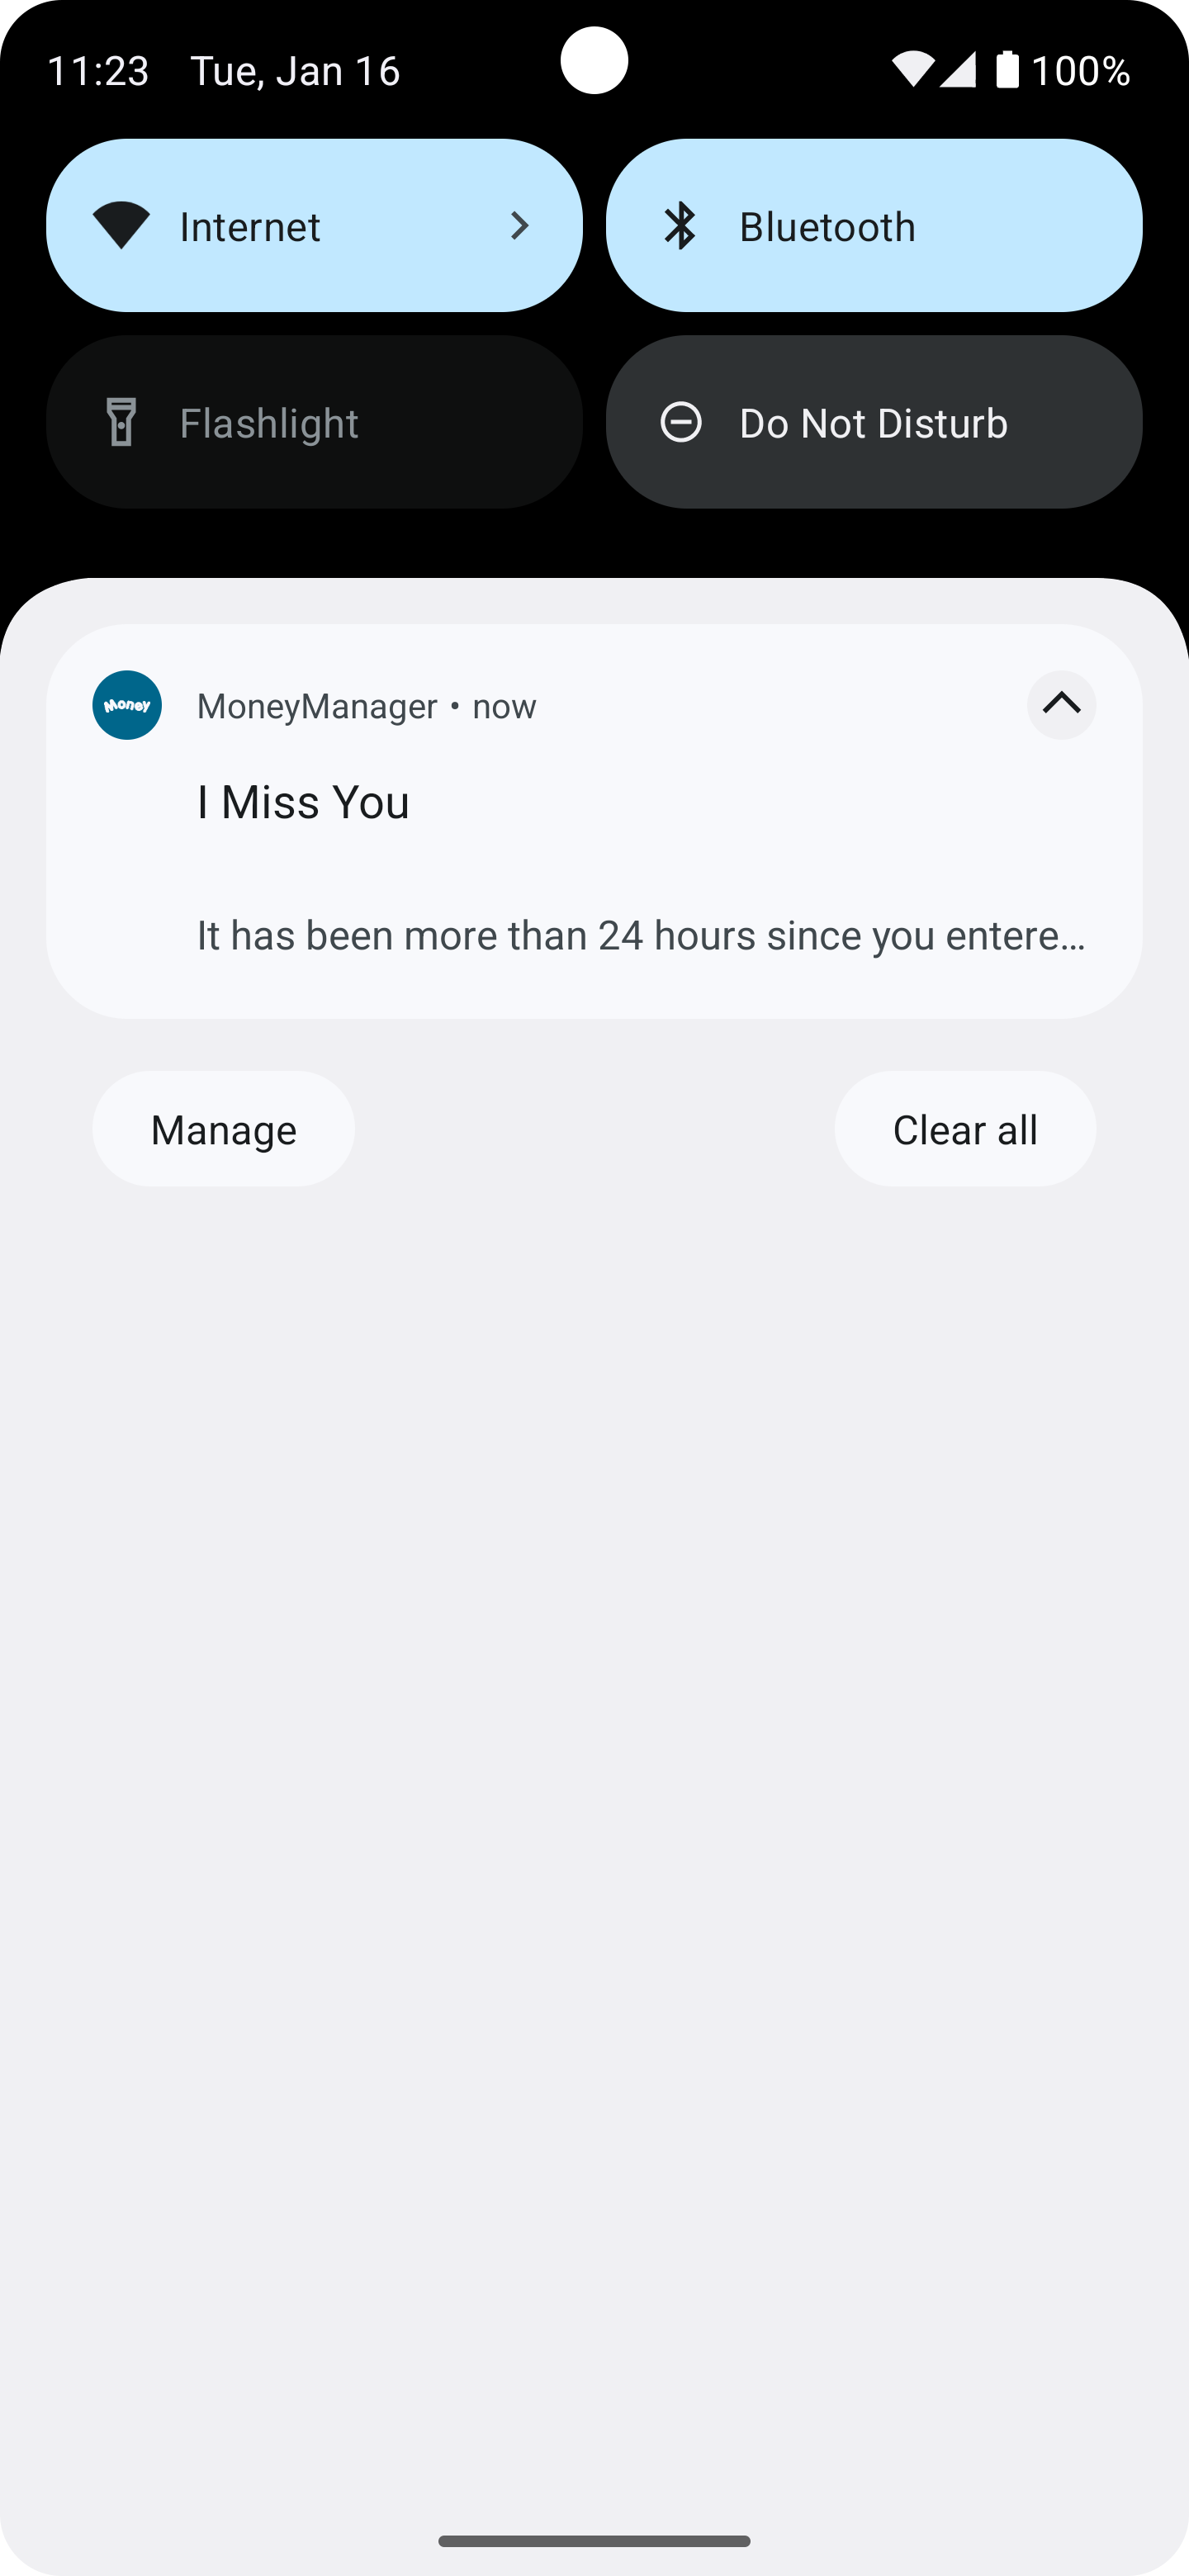 11:23 Tue, Jan 16 100%
Internet
Bluetooth
Flashlight
Do Not Disturb
Money
MoneyManager • now
I Miss You
It has been more than 24 hours since you entere…
Manage
Clear all